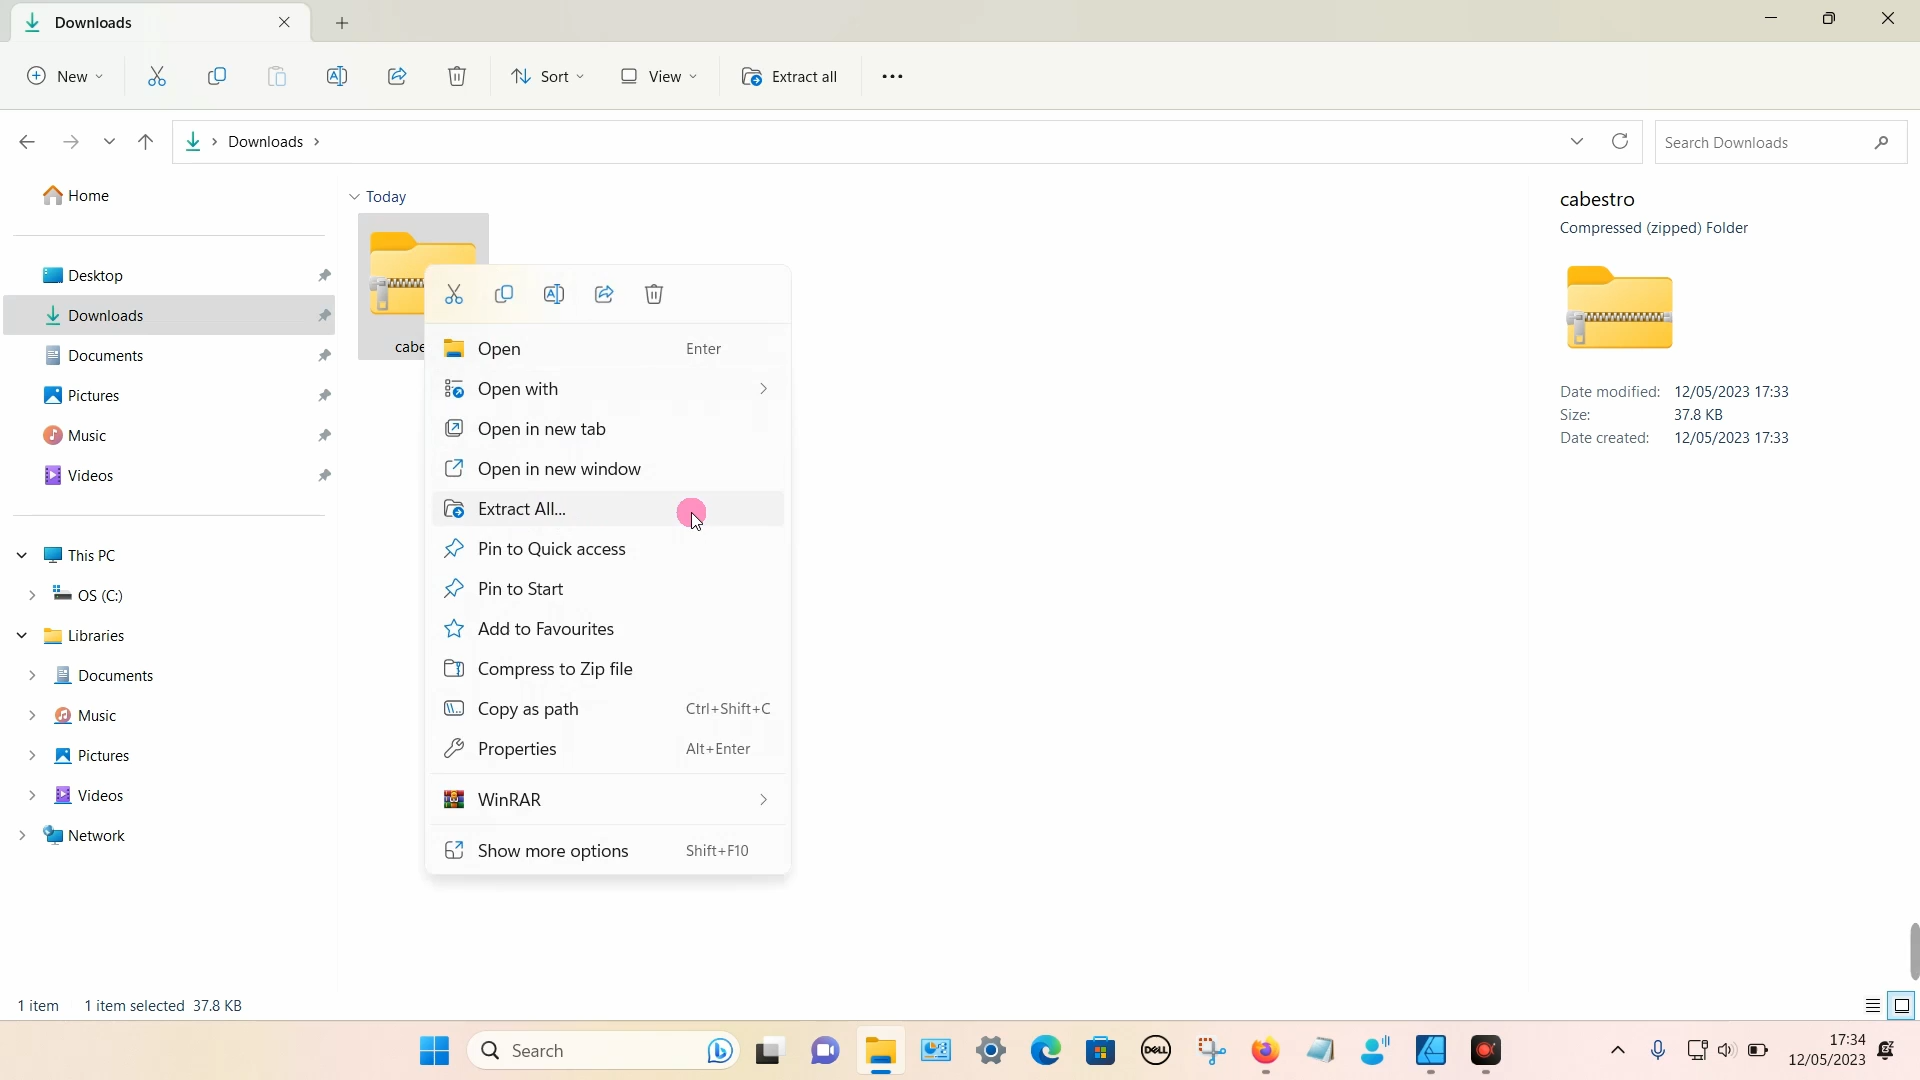 Downloads
New
Sort
View
Extract all
Downloads
Search Downloads
Home
Desktop
Downloads
Documents
Pictures
Music
Videos
This PC
OS (C:)
Libraries
Documents
Music
Pictures
Videos
Network
Today
cabe
Open Enter
Open with
Open in new tab
Open in new window
Extract All...
Pin to Quick access
Pin to Start
Add to Favourites
Compress to Zip file
Copy as path Ctrl+Shift+C
Properties Alt+Enter
WinRAR
Show more options Shift+F10
cabestro
Compressed (zipped) Folder
Date modified: 12/05/2023 17:33
Size: 37.8 KB
Date created: 12/05/2023 17:33
1 item 1 item selected 37.8 KB
Search
DELL
17:34
12/05/2023